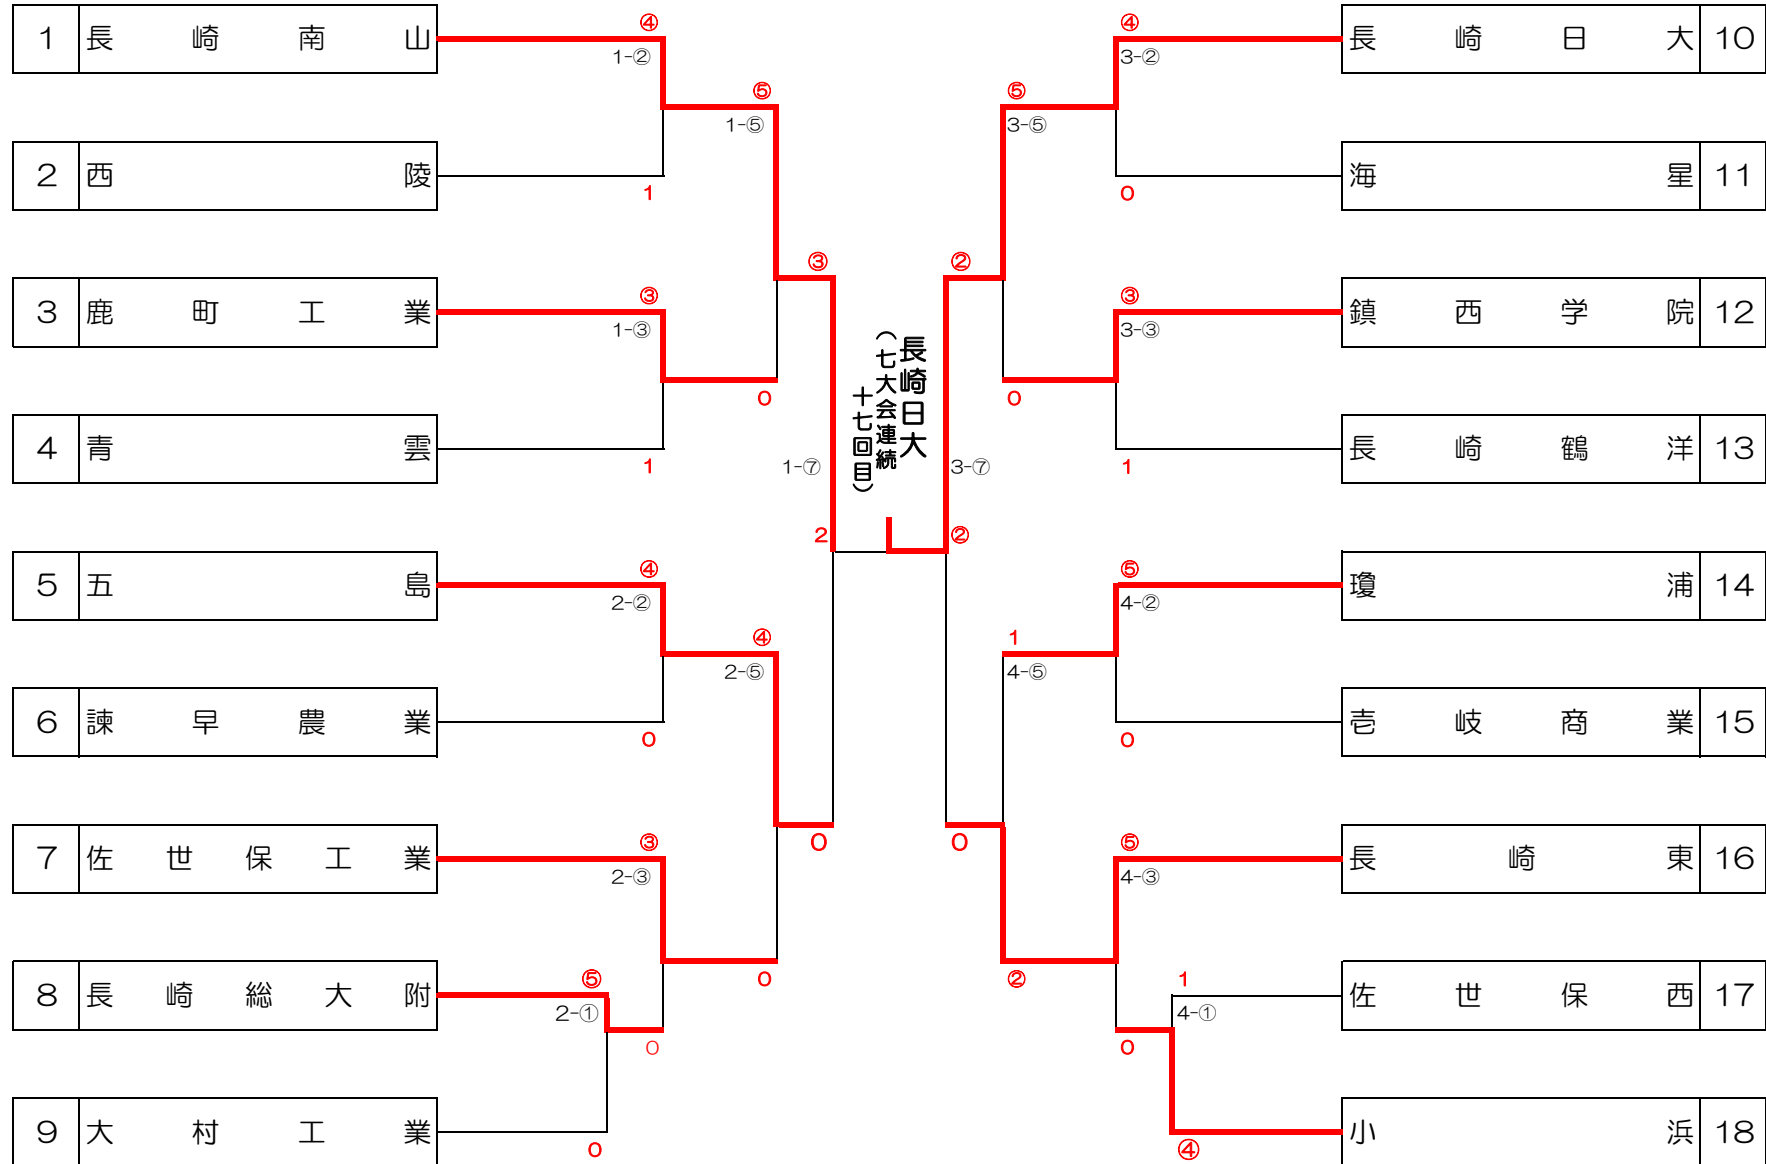 1 長崎南山
④
1-②
⑤
1-⑤
2 西陵
1
③
3 鹿町工業
③
1-③
0
4 青雲
1
1-⑦
2
5 五島
④
2-②
④
2-⑤
6 諫早農業
0
0
7 佐世保工業
③
2-③
0
8 長崎総大附
⑤
2-①
0
9 大村工業
0
長崎日大
（七大会連続
十七回目）
④
長崎日大 10
3-②
⑤
3-⑤
海星 11
0
②
③
鎮西学院 12
3-③
0
長崎鶴洋 13
1
3-⑦
②
⑤
瓊浦 14
4-②
1
4-⑤
壱岐商業 15
0
0
⑤
長崎東 16
4-③
②
1
佐世保西 17
4-①
0
小浜 18
④